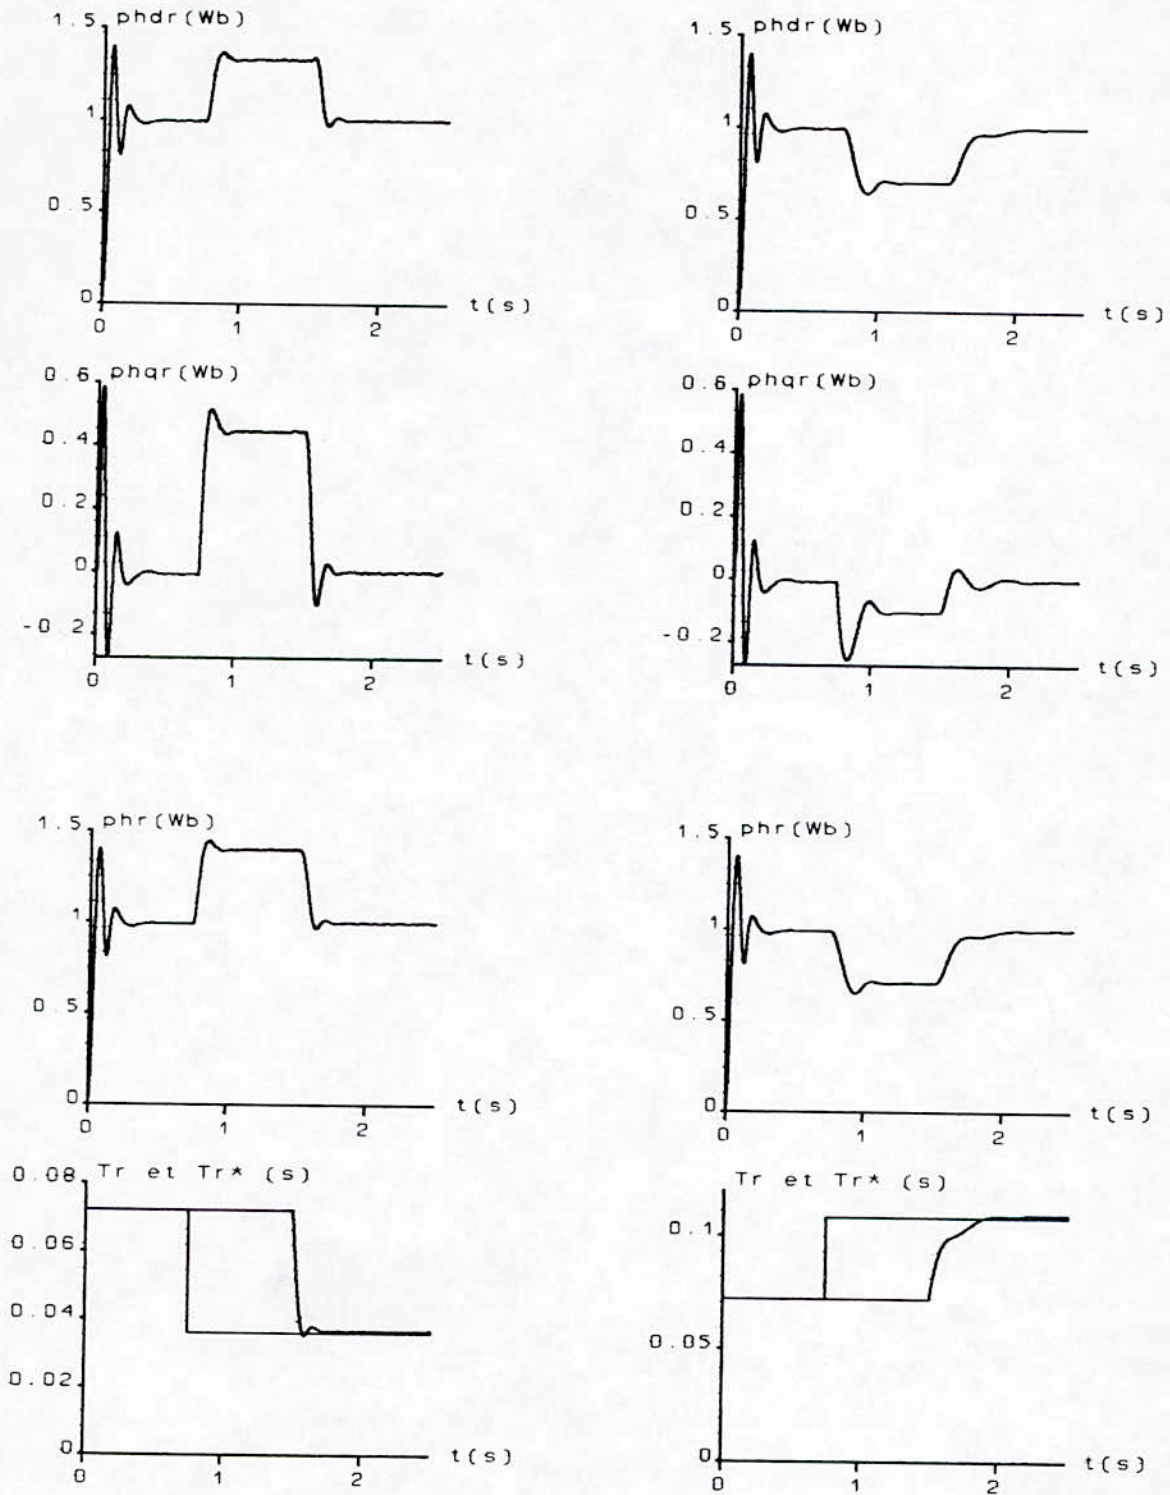 1.5 phdr(Wb)
1
0.5
0
0 1 2 t(s)
1.5 phdr(Wb)
1
0.5
0
0 1 2 t(s)
0.6 phqr(Wb)
0.4
0.2
0
-0.2
0 1 2 t(s)
0.6 phqr(Wb)
0.4
0.2
0
-0.2
0 1 2 t(s)
1.5 phr(Wb)
1
0.5
0
0 1 2 t(s)
1.5 phr(Wb)
1
0.5
0
0 1 2 t(s)
0.08 Tr et Tr* (s)
0.06
0.04
0.02
0
0 1 2 t(s)
Tr et Tr* (s)
0.1
0.05
0
0 1 2 t(s)